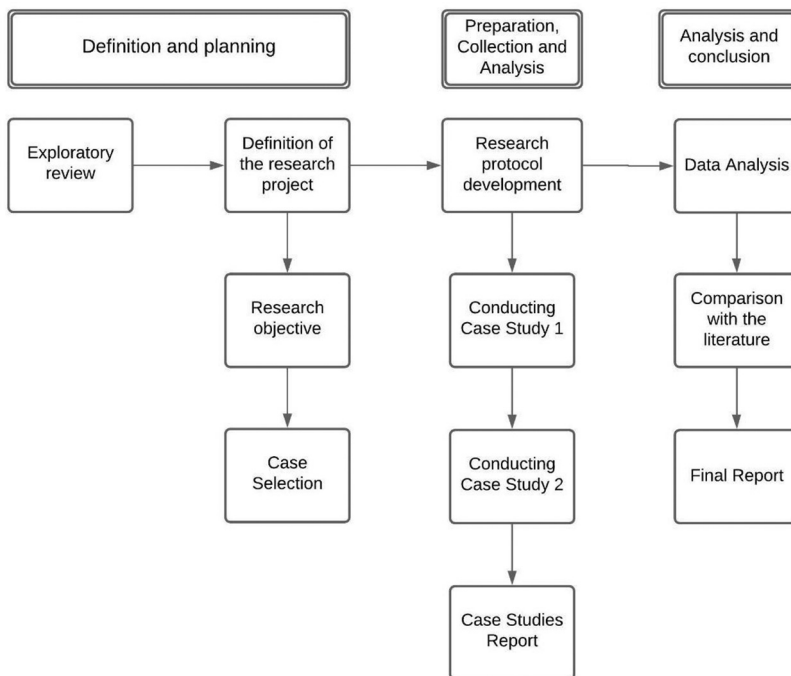 Definition and planning
Preparation,
Collection and
Analysis
Analysis and
conclusion
Exploratory
review
Definition of
the research
project
Research
protocol
development
Data Analysis
Research
objective
Conducting
Case Study 1
Comparison
with the
literature
Case
Selection
Conducting
Case Study 2
Final Report
Case Studies
Report